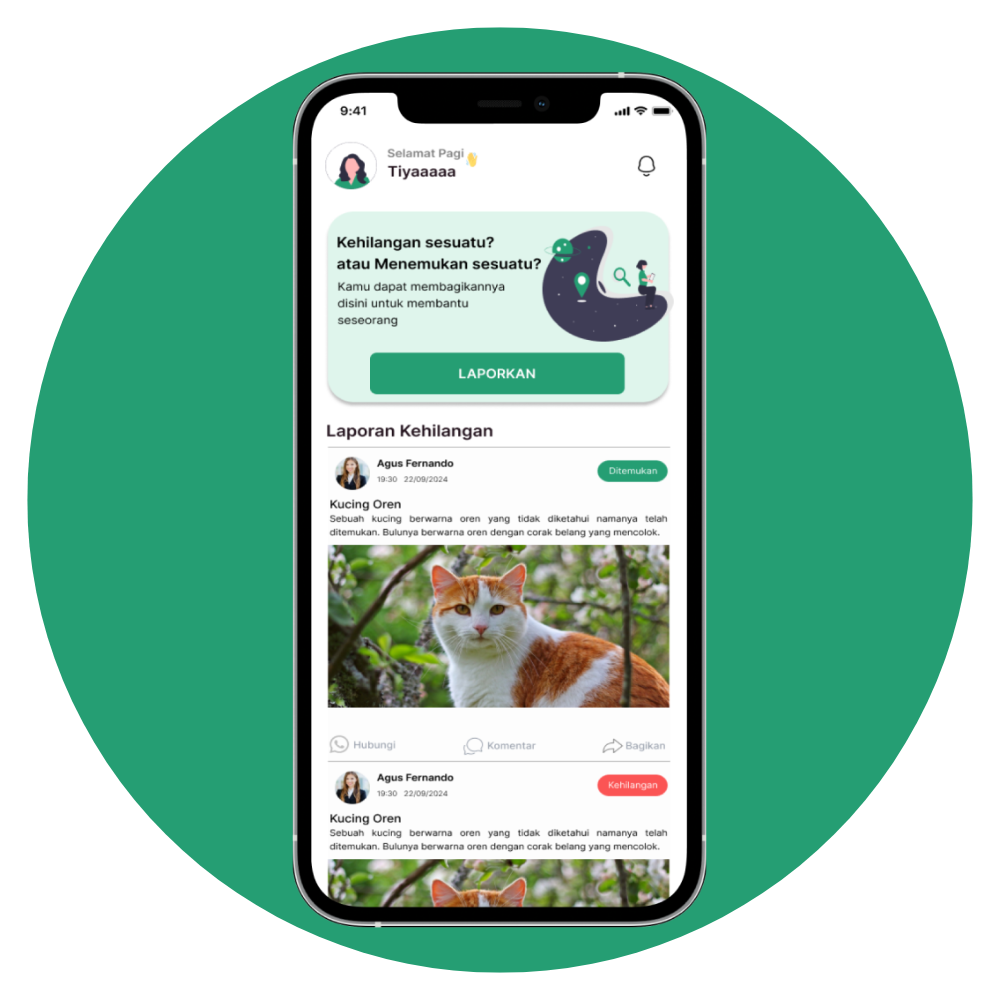 9:41
Selamat Pagi
Tiyaaaaa
Kehilangan sesuatu?
atau Menemukan sesuatu?
Kamu dapat membagikannya
disini untuk membantu
seseorang
LAPORKAN
Laporan Kehilangan
Agus Fernando
19:30 22/09/2024
Ditemukan
Kucing Oren
Sebuah kucing berwarna oren yang tidak diketahui namanya telah
ditemukan. Bulunya berwarna oren dengan corak belang yang mencolok.
Hubungi
Komentar
Bagikan
Agus Fernando
19:30 22/09/2024
Kehilangan
Kucing Oren
Sebuah kucing berwarna oren yang tidak diketahui namanya telah
ditemukan. Bulunya berwarna oren dengan corak belang yang mencolok.